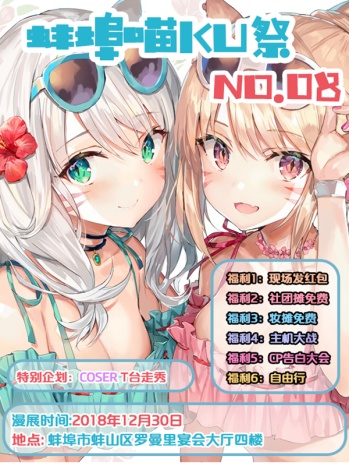 蚌埠喵KU祭
NO.08
福利1：现场发红包
福利2：社团摊免费
福利3：妆摊免费
福利4：主机大战
福利5：CP告白大会
福利6：自由行
特别企划：COSER T台走秀
漫展时间:2018年12月30日
地点: 蚌埠市蚌山区罗曼里宴会大厅四楼